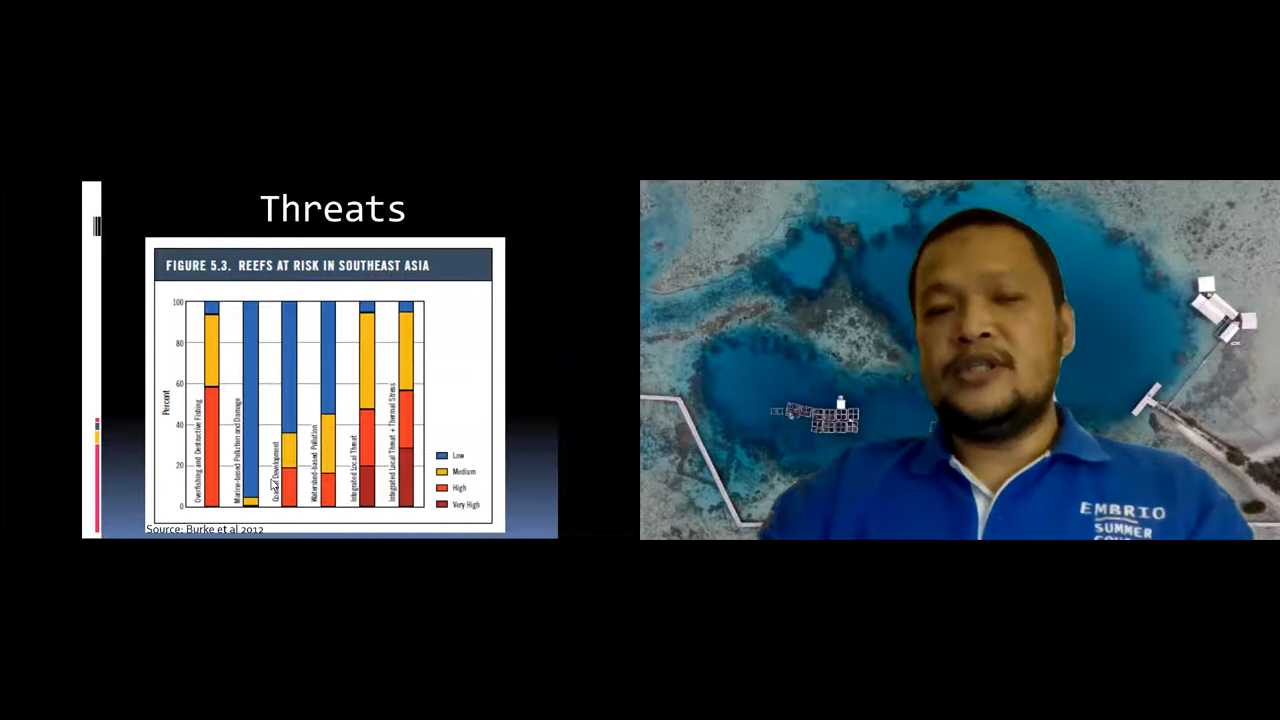 Threats
FIGURE 5.3. REEFS AT RISK IN SOUTHEAST ASIA
100
80
60
40
20
0
Percent
Overfishing and Destructive Fishing
Marine-based Pollution and Damage
Coastal Development
Watershed-based Pollution
Integrated Local Threat
Integrated Local Threat + Thermal Stress
Low
Medium
High
Very High
Source: Burke et al 2012
EMBRIO
SUMMER